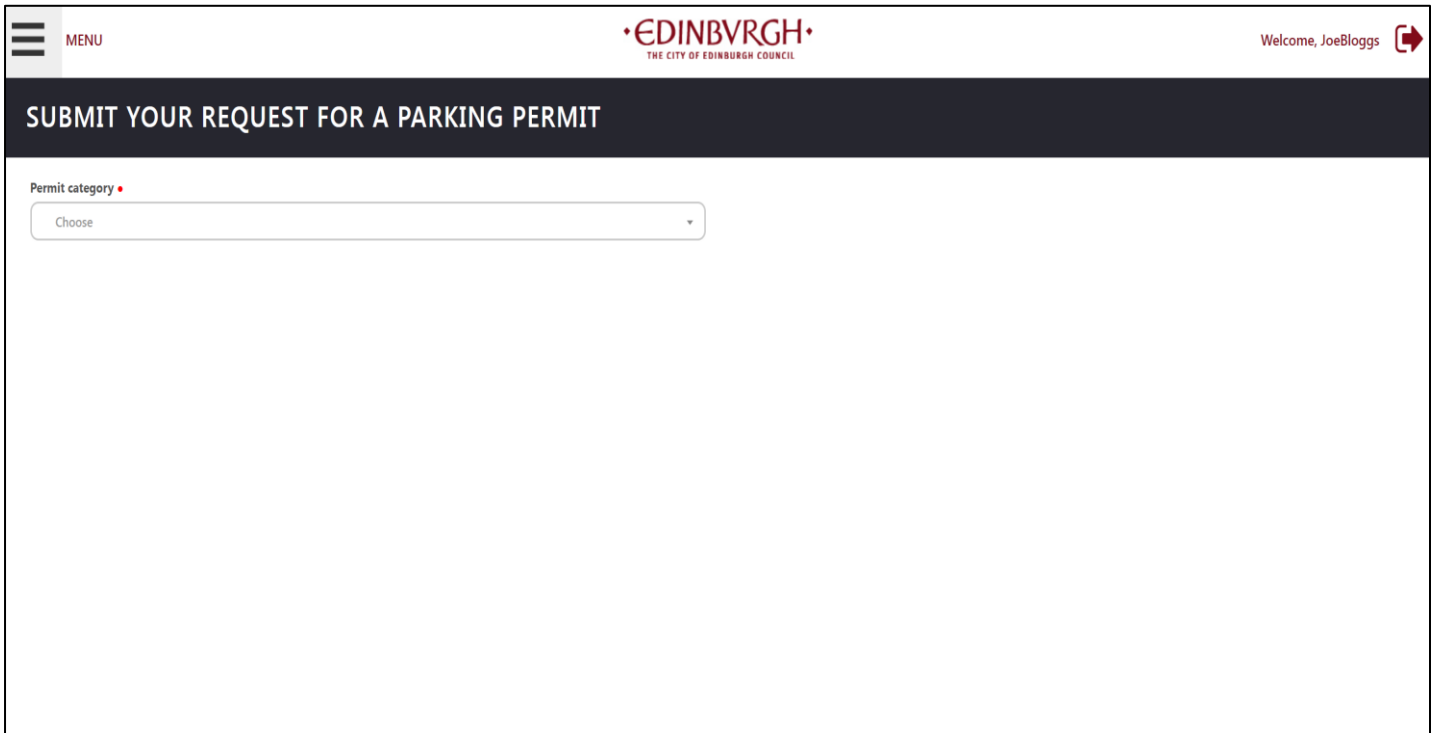 MENU
·EDINBVRGH·
THE CITY OF EDINBURGH COUNCIL
Welcome, JoeBloggs
SUBMIT YOUR REQUEST FOR A PARKING PERMIT
Permit category •
Choose